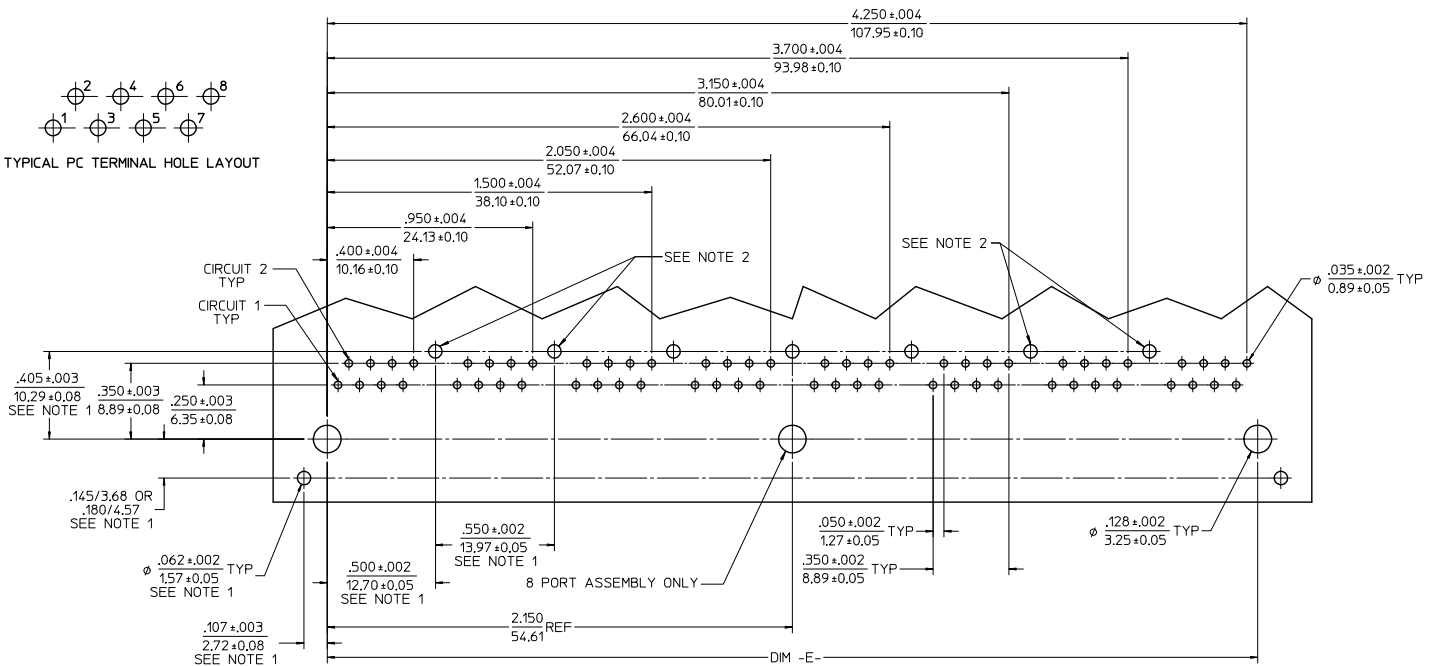 4.250 ±.004
107.95 ±0.10
3.700 ±.004
93.98 ±0.10
3.150 ±.004
80.01 ±0.10
2.600 ±.004
66.04 ±0.10
2.050 ±.004
52.07 ±0.10
1.500 ±.004
38.10 ±0.10
.950 ±.004
24.13 ±0.10
.400 ±.004
10.16 ±0.10
2 4 6 8
1 3 5 7
TYPICAL PC TERMINAL HOLE LAYOUT
SEE NOTE 2
SEE NOTE 2
CIRCUIT 2
TYP
CIRCUIT 1
TYP
ø .035 ±.002 TYP
0.89 ±0.05
.405 ±.003
10.29 ±0.08
SEE NOTE 1
.350 ±.003
8.89 ±0.08
.250 ±.003
6.35 ±0.08
.145/3.68 OR
.180/4.57
SEE NOTE 1
ø .062 ±.002 TYP
1.57 ±0.05
SEE NOTE 1
.107 ±.003
2.72 ±0.08
SEE NOTE 1
.550 ±.002
13.97 ±0.05
SEE NOTE 1
.500 ±.002
12.70 ±0.05
SEE NOTE 1
8 PORT ASSEMBLY ONLY
.050 ±.002 TYP
1.27 ±0.05
.350 ±.002 TYP
8.89 ±0.05
ø .128 ±.002 TYP
3.25 ±0.05
2.150 REF
54.61
DIM -E-